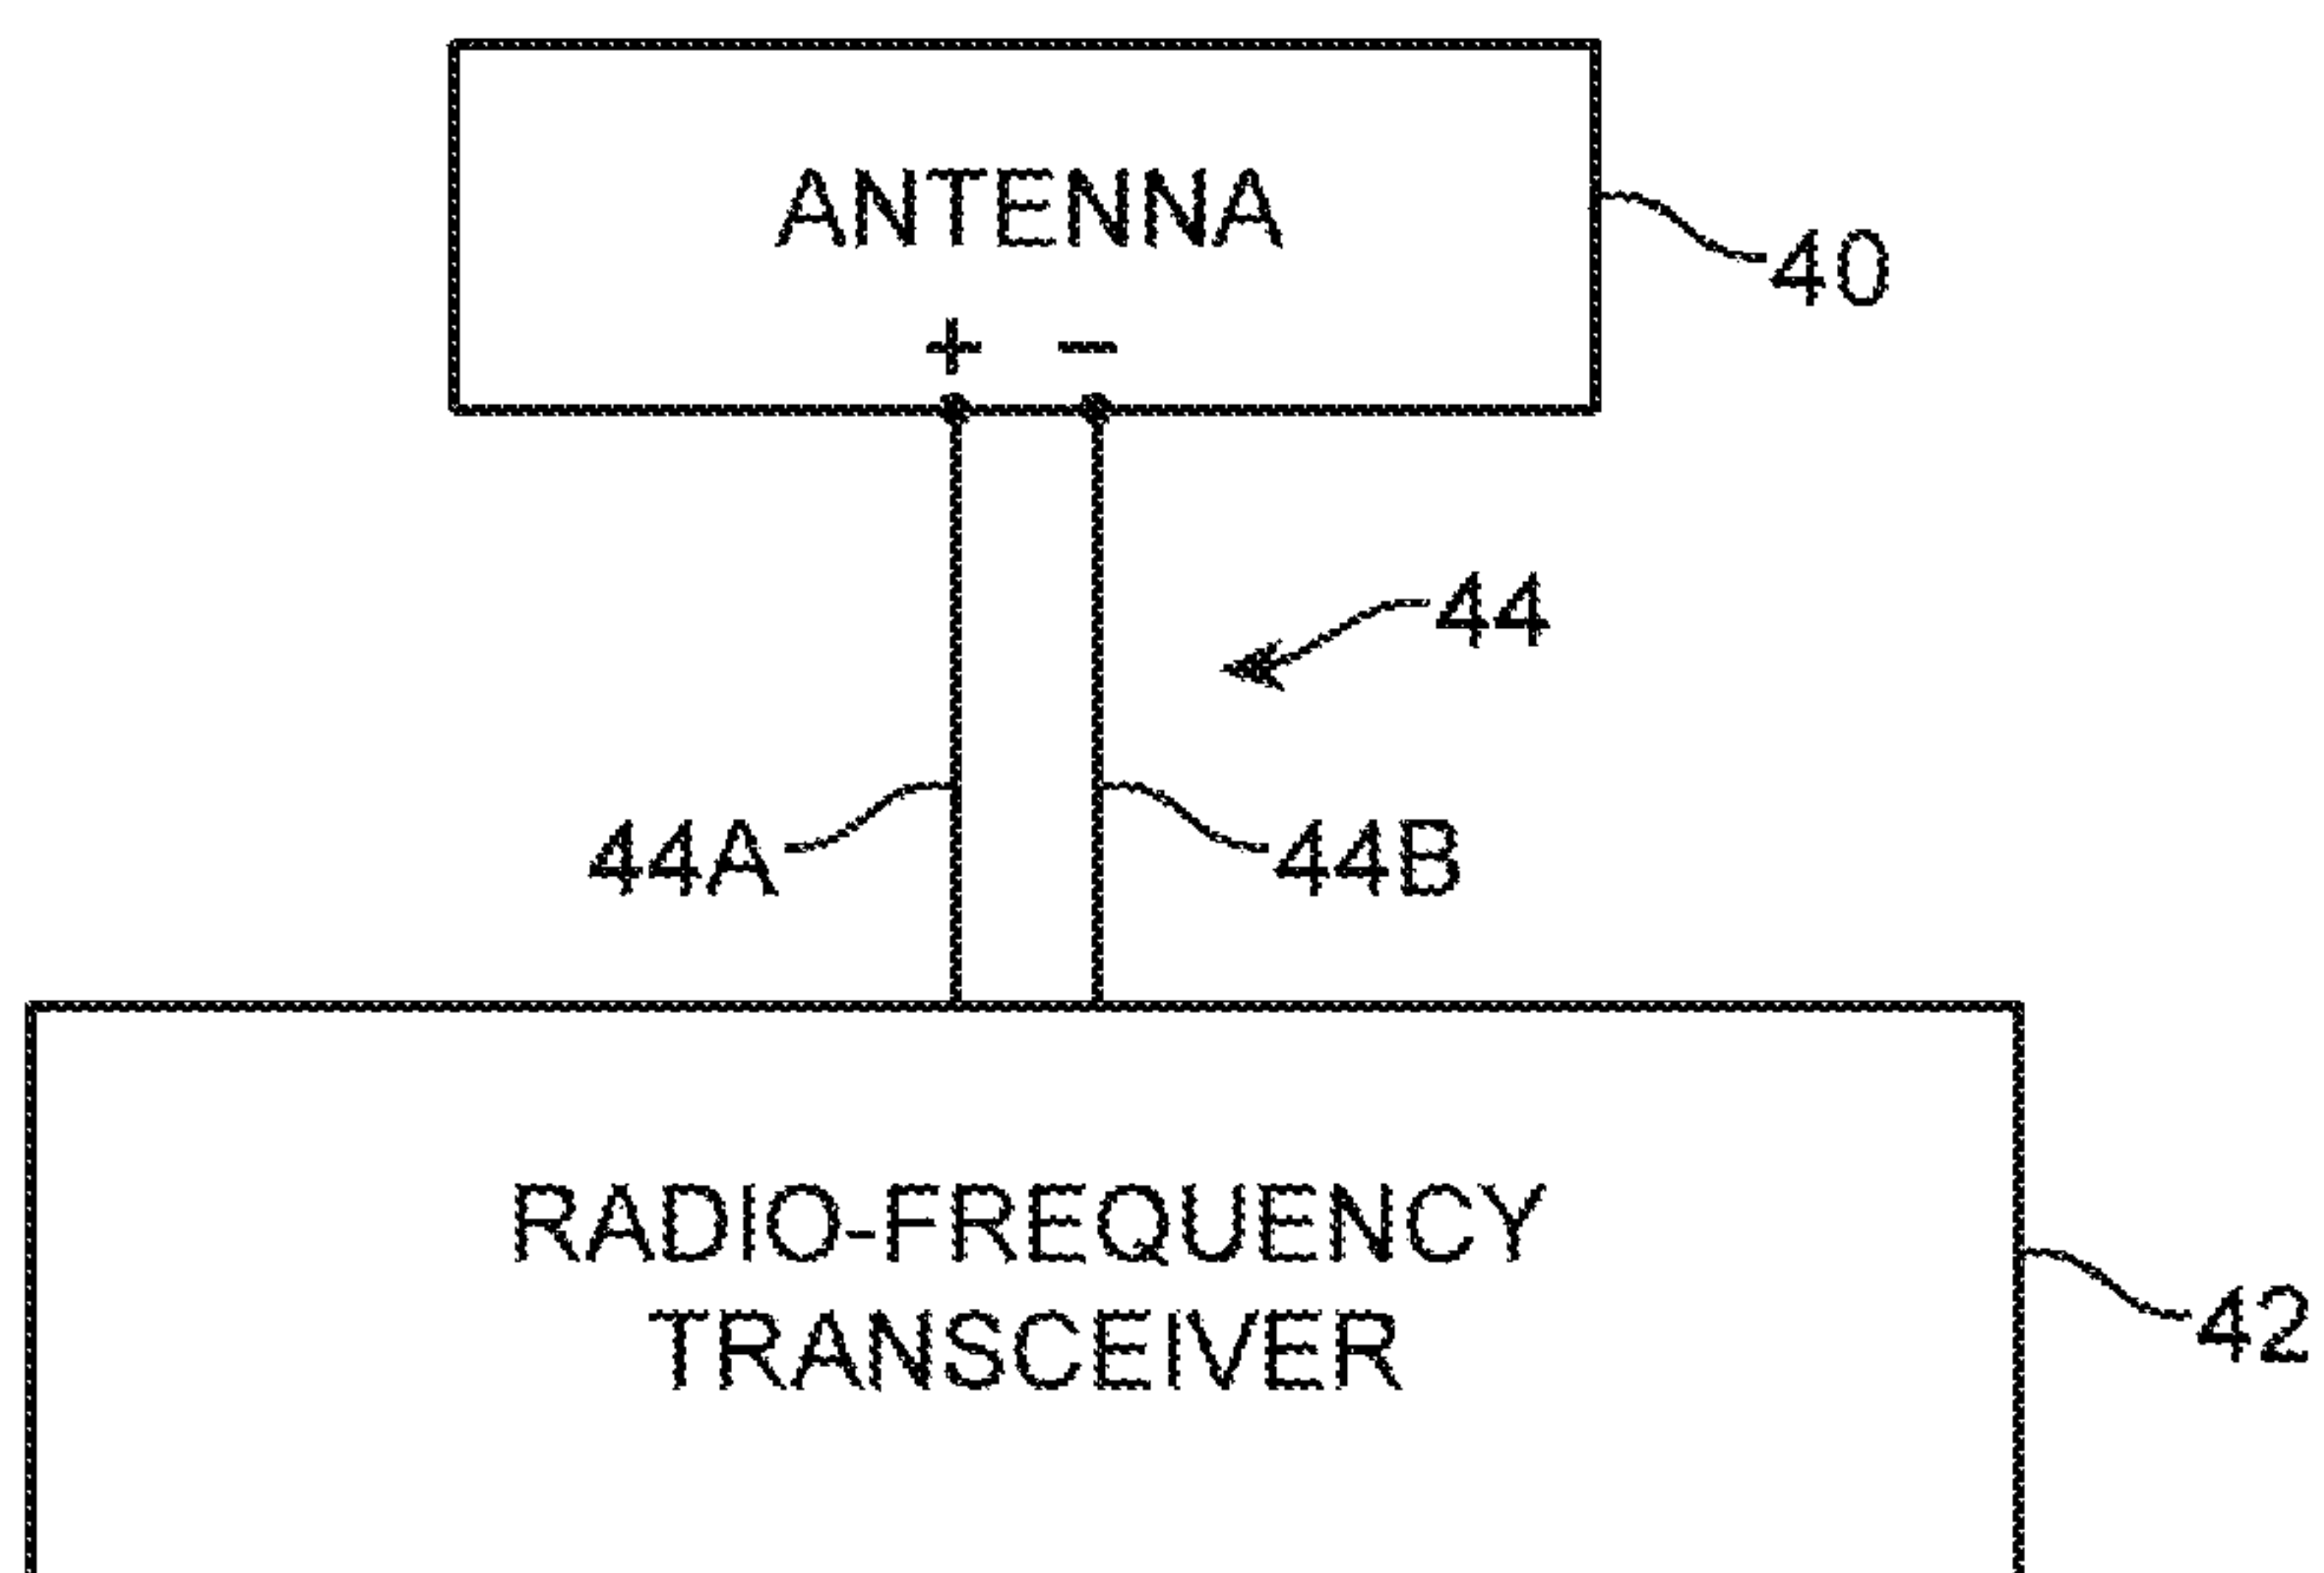 ANTENNA
40
+ -
44
44A
44B
RADIO-FREQUENCY
TRANSCEIVER
42